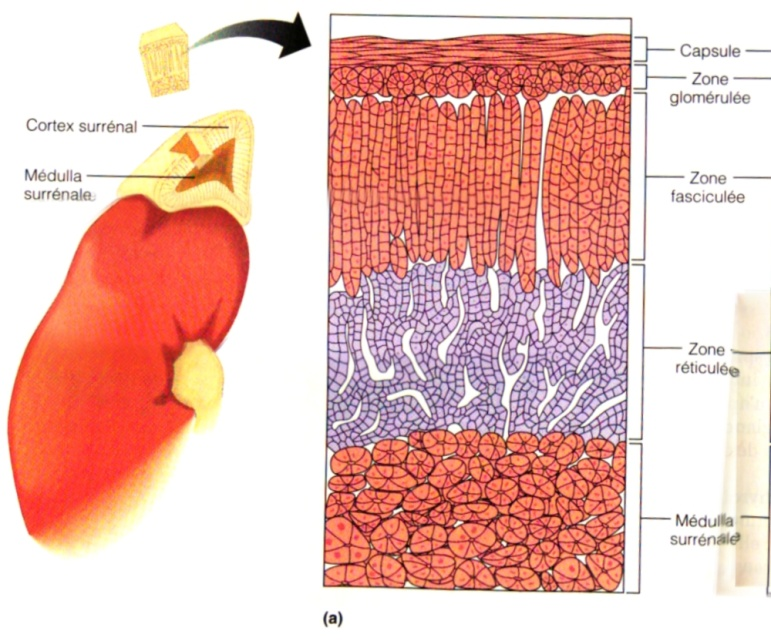 Cortex surrénal
Médulla
surrénale
Capsule
Zone
glomérulée
Zone
fasciculée
Zone
réticulée
Médulla
surrénale
(a)